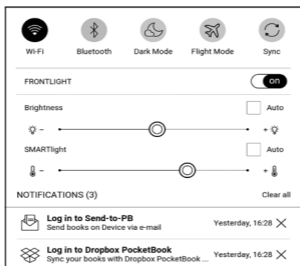 Wi-Fi Bluetooth Dark Mode Flight Mode Sync
FRONTLIGHT on
Brightness Auto
- +
SMARTlight Auto
- +
NOTIFICATIONS (3) Clear all
Log in to Send-to-PB
Send books on Device via e-mail
Yesterday, 16:28
Log in to Dropbox PocketBook
Sync your books with Dropbox PocketBook ...
Yesterday, 16:28